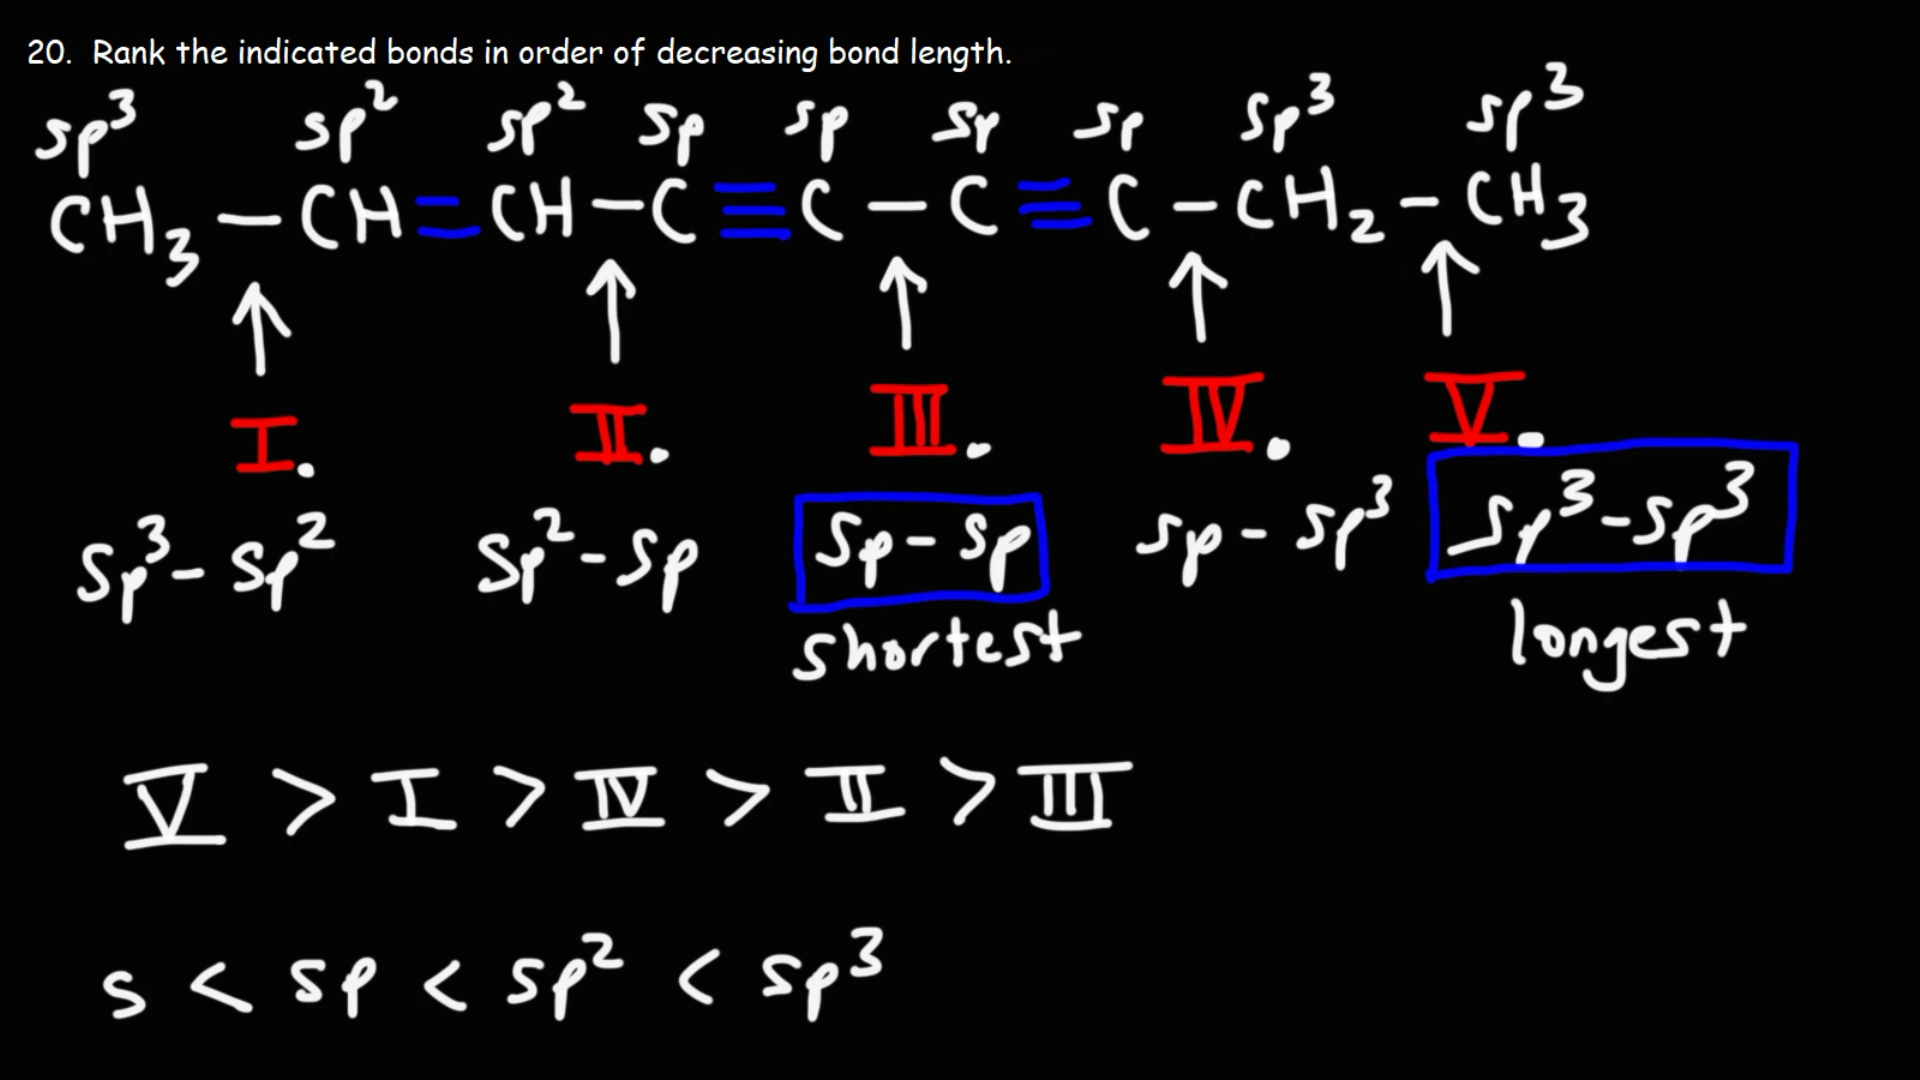 20. Rank the indicated bonds in order of decreasing bond length.
sp³ sp² sp² sp sp sp sp sp³ sp³
CH₃ — CH = CH — C ≡ C — C ≡ C — CH₂ — CH₃
I. II. III. IV. V.
sp³ - sp² sp² - sp sp - sp sp - sp³ sp³ - sp³
shortest longest
V > I > IV > II > III
s < sp < sp² < sp³